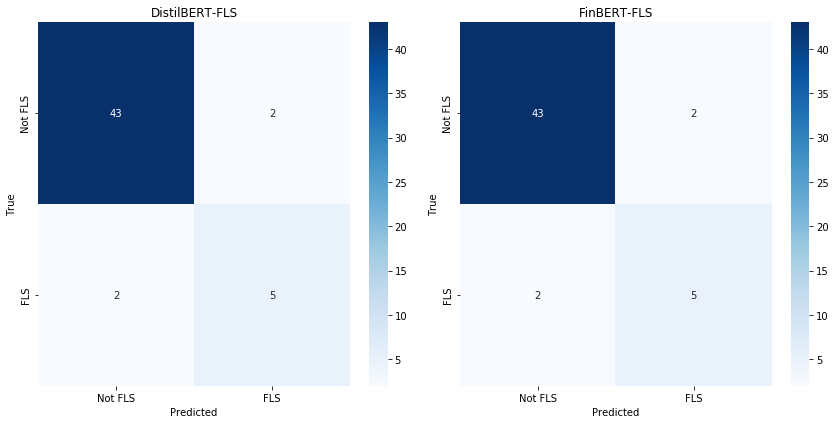 DistilBERT-FLS
True
Not FLS
FLS
43
2
2
5
Not FLS
FLS
Predicted
40
35
30
25
20
15
10
5
FinBERT-FLS
True
Not FLS
FLS
43
2
2
5
Not FLS
FLS
Predicted
40
35
30
25
20
15
10
5